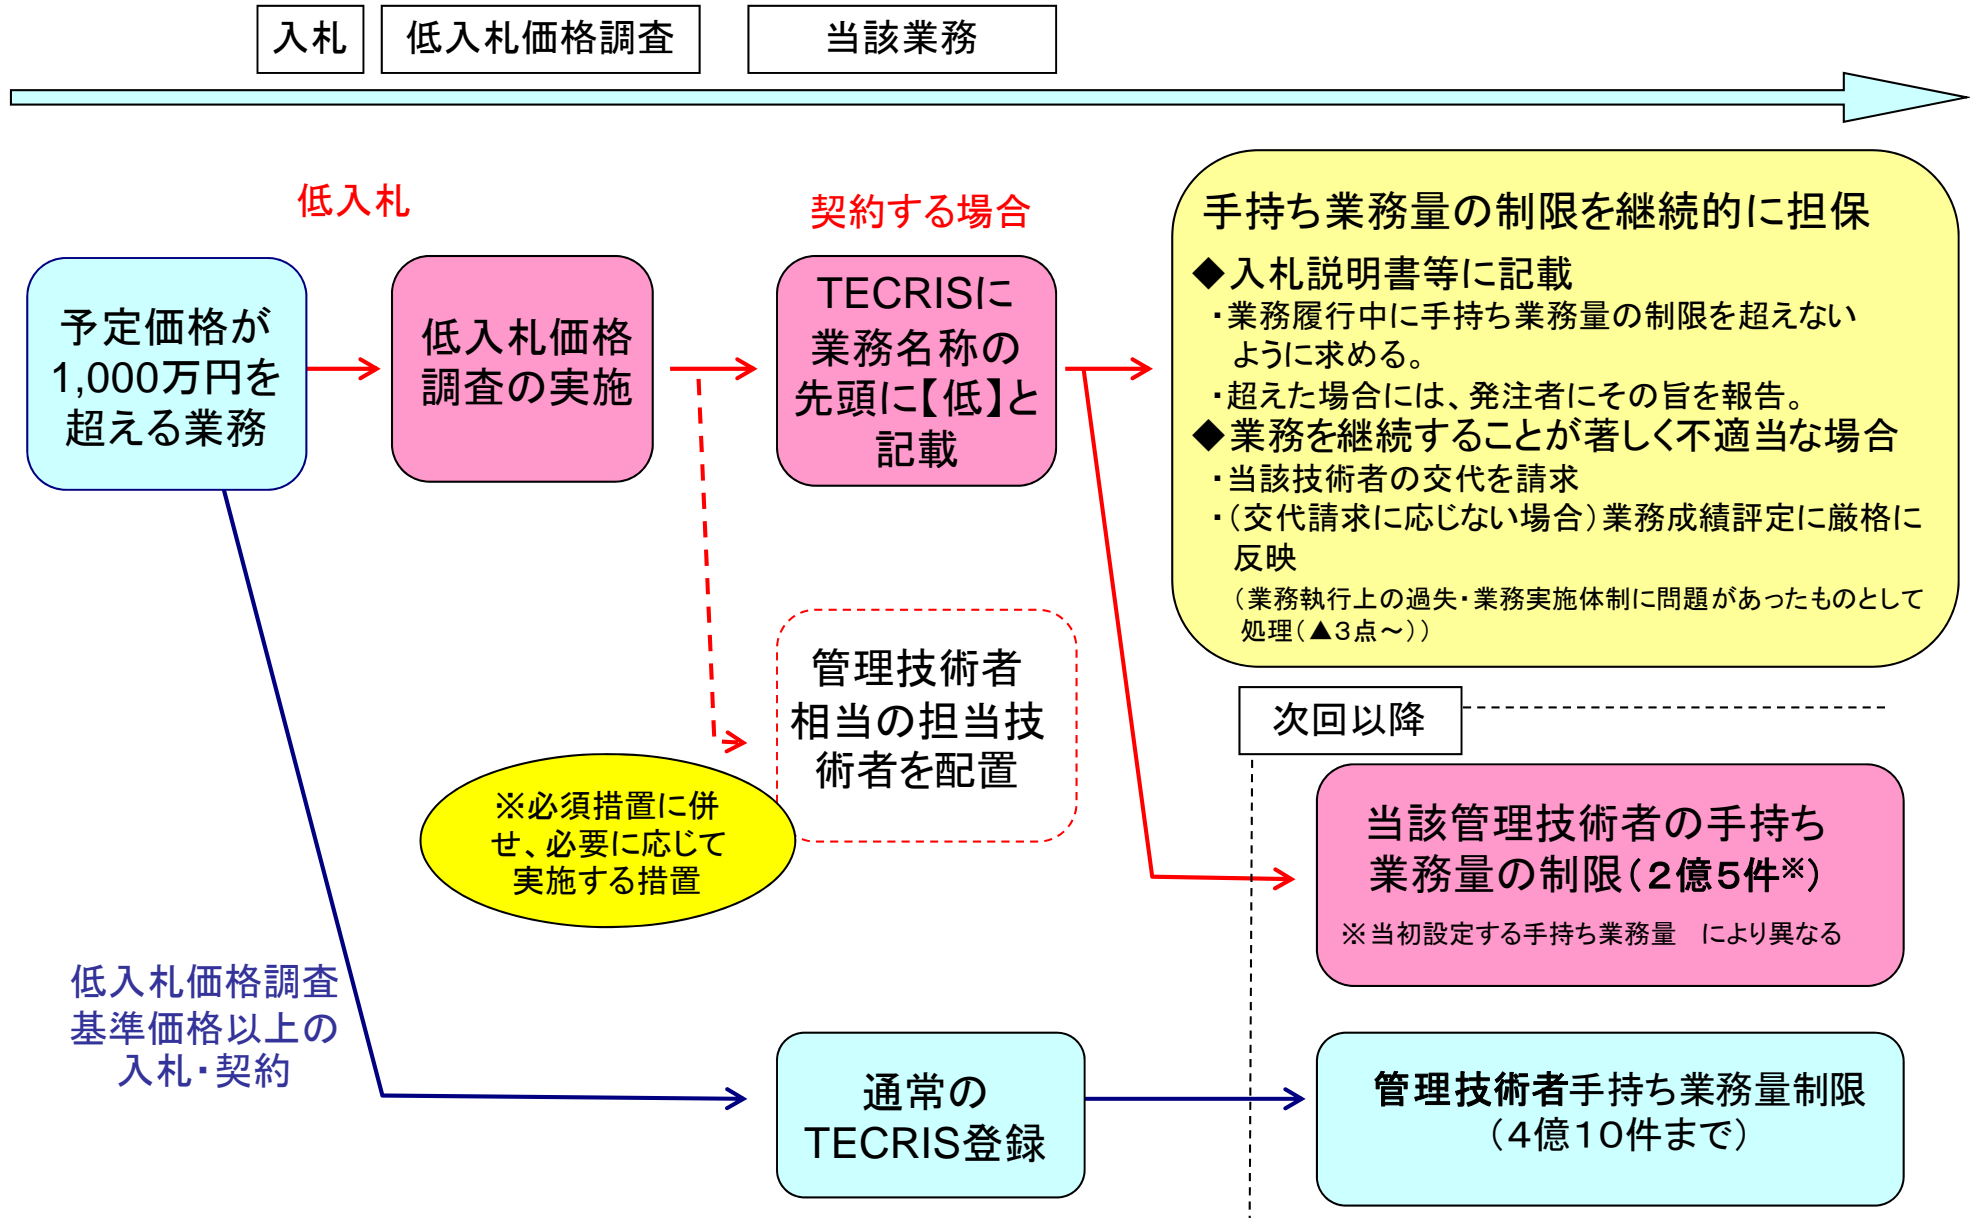 入札
低入札価格調査
当該業務
低入札
契約する場合
予定価格が
1,000万円を
超える業務
低入札価格
調査の実施
TECRISに
業務名称の
先頭に【低】と
記載
手持ち業務量の制限を継続的に担保
◆入札説明書等に記載
・業務履行中に手持ち業務量の制限を超えない
ように求める。
・超えた場合には、発注者にその旨を報告。
◆業務を継続することが著しく不適当な場合
・当該技術者の交代を請求
・(交代請求に応じない場合)業務成績評定に厳格に
反映
(業務執行上の過失・業務実施体制に問題があったものとして
処理(▲3点～))
管理技術者
相当の担当技
術者を配置
※必須措置に併
せ、必要に応じて
実施する措置
次回以降
当該管理技術者の手持ち
業務量の制限(2億5件※)
※当初設定する手持ち業務量　により異なる
低入札価格調査
基準価格以上の
入札・契約
通常の
TECRIS登録
管理技術者手持ち業務量制限
(4億10件まで)